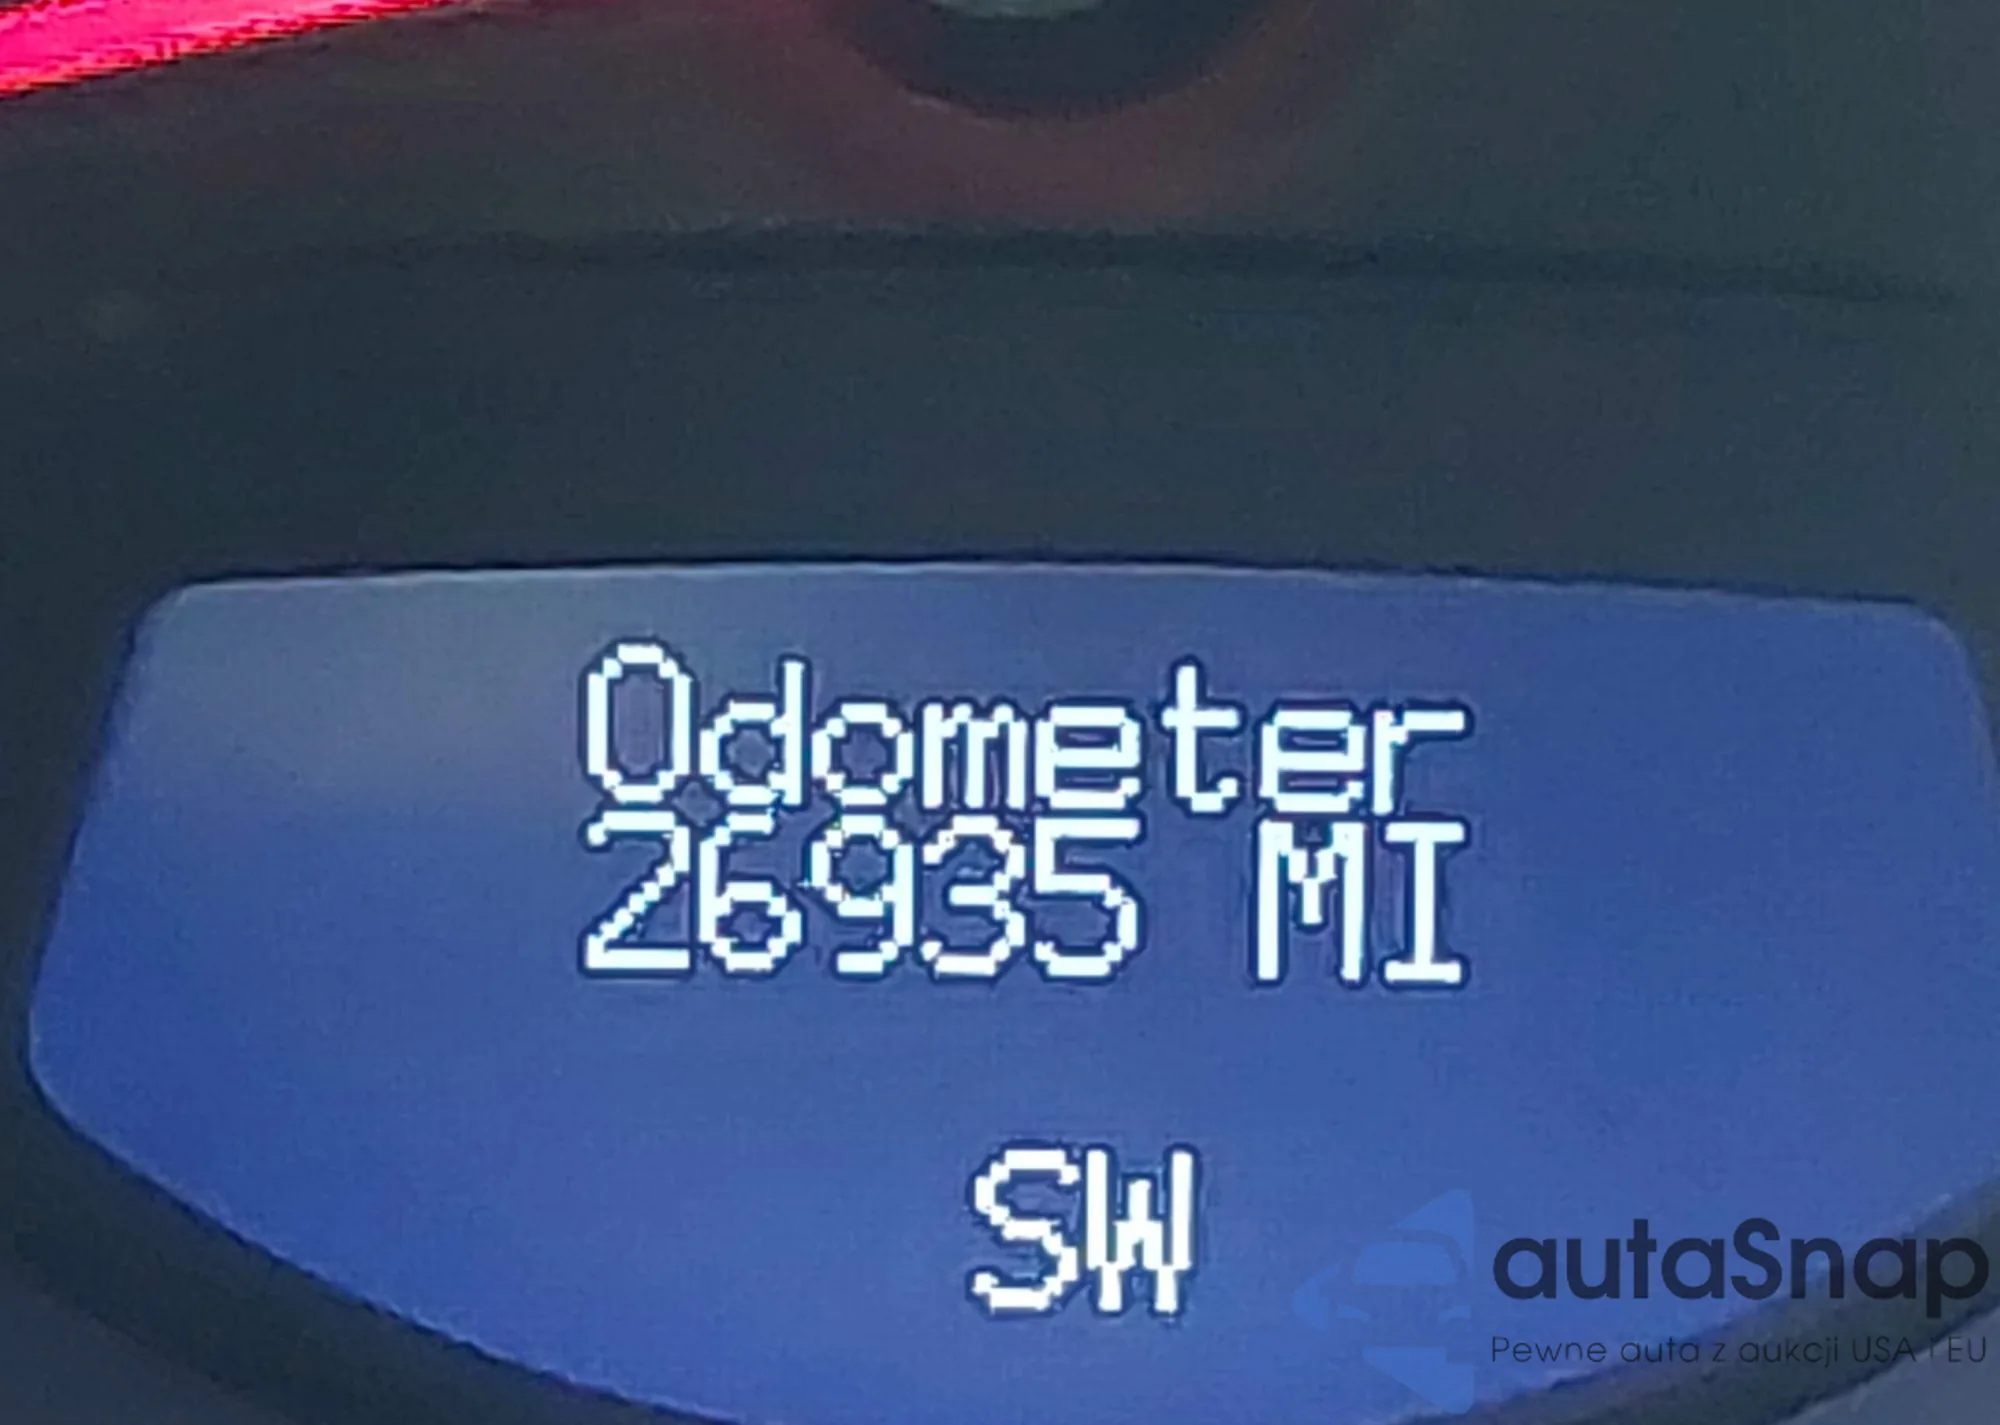 Odometer
26935 MI
SW
autaSnap
Pewne auta z aukcji USA i EU